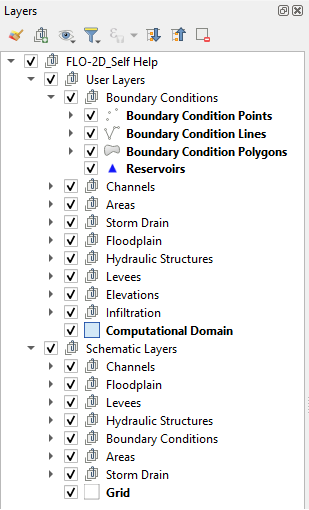 Layers
FLO-2D_Self Help
User Layers
Boundary Conditions
Boundary Condition Points
Boundary Condition Lines
Boundary Condition Polygons
Reservoirs
Channels
Areas
Storm Drain
Floodplain
Hydraulic Structures
Levees
Elevations
Infiltration
Computational Domain
Schematic Layers
Channels
Floodplain
Levees
Hydraulic Structures
Boundary Conditions
Areas
Storm Drain
Grid